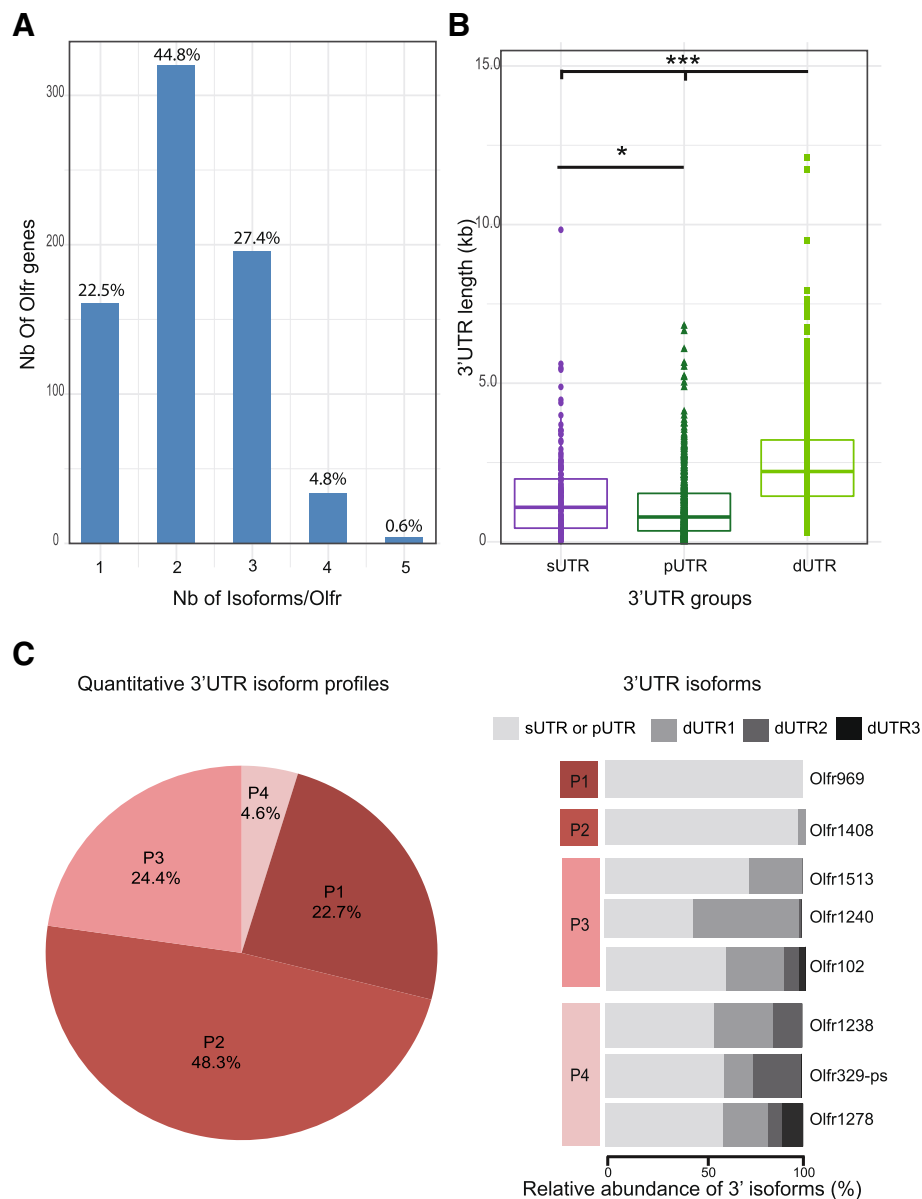 A
Nb Of Olfr genes
300
200
100
0
22.5%
44.8%
27.4%
4.8%
0.6%
1 2 3 4 5
Nb of Isoforms/Olfr
B
3'UTR length (kb)
15.0
10.0
5.0
0
***
*
sUTR pUTR dUTR
3'UTR groups
C
Quantitative 3'UTR isoform profiles
P4
4.6%
P1
22.7%
P3
24.4%
P2
48.3%
3'UTR isoforms
sUTR or pUTR dUTR1 dUTR2 dUTR3
P1 Olfr969
P2 Olfr1408
P3
Olfr1513
Olfr1240
Olfr102
P4
Olfr1238
Olfr329-ps
Olfr1278
0 50 100
Relative abundance of 3' isoforms (%)